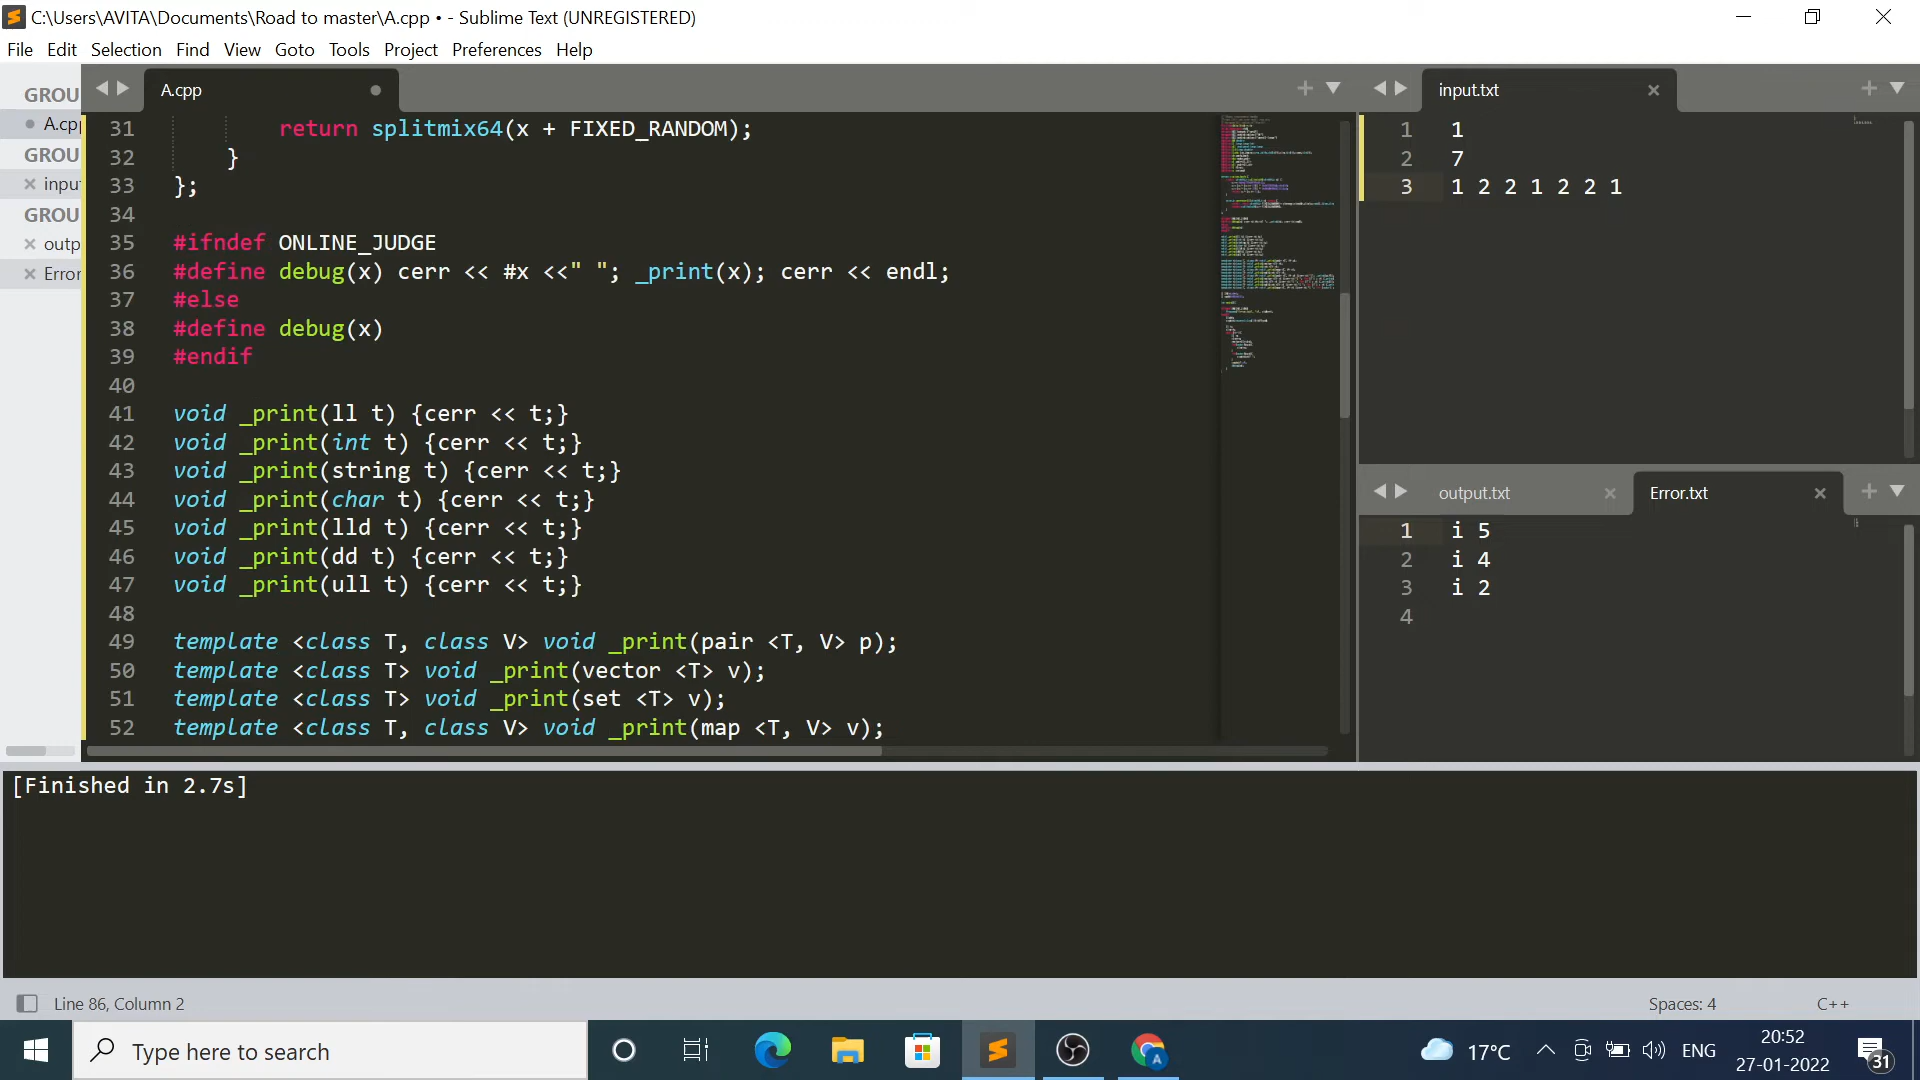 C:\Users\AVITA\Documents\Road to master\A.cpp • - Sublime Text (UNREGISTERED)
File Edit Selection Find View Goto Tools Project Preferences Help
GROU
A.cpp
GROU
input
GROU
outp
Error
A.cpp
31 return splitmix64(x + FIXED_RANDOM);
32 }
33 };
34
35 #ifndef ONLINE_JUDGE
36 #define debug(x) cerr << #x <<" "; _print(x); cerr << endl;
37 #else
38 #define debug(x)
39 #endif
40
41 void _print(ll t) {cerr << t;}
42 void _print(int t) {cerr << t;}
43 void _print(string t) {cerr << t;}
44 void _print(char t) {cerr << t;}
45 void _print(lld t) {cerr << t;}
46 void _print(dd t) {cerr << t;}
47 void _print(ull t) {cerr << t;}
48
49 template <class T, class V> void _print(pair <T, V> p);
50 template <class T> void _print(vector <T> v);
51 template <class T> void _print(set <T> v);
52 template <class T, class V> void _print(map <T, V> v);
input.txt
1 1
2 7
3 1 2 2 1 2 2 1
output.txt Error.txt
1 i 5
2 i 4
3 i 2
4
[Finished in 2.7s]
Line 86, Column 2 Spaces: 4 C++
Type here to search
17°C
ENG
20:52
27-01-2022
31